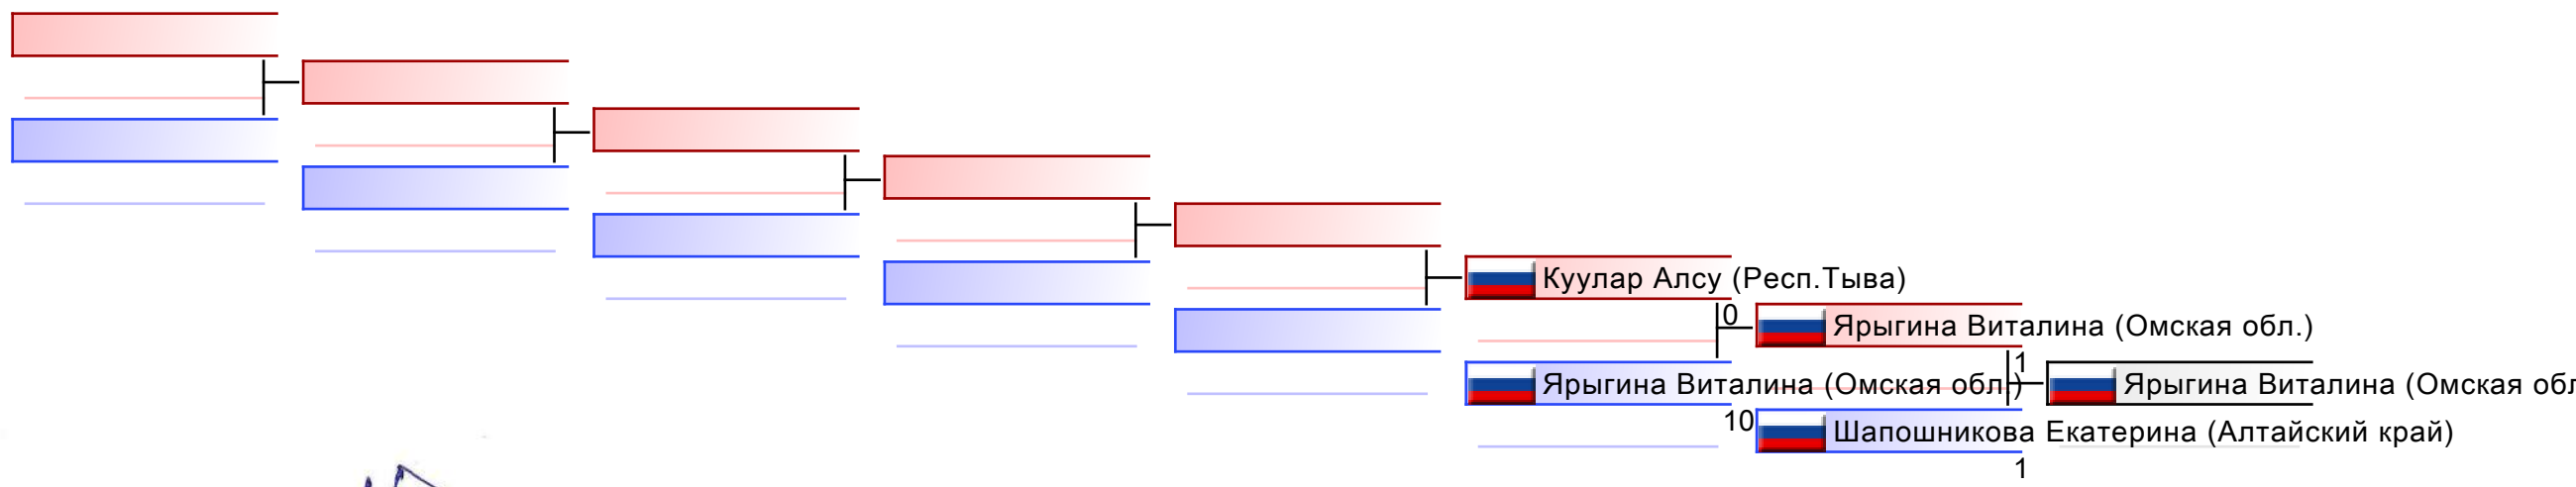 Куулар Алсу (Респ.Тыва)
0
Ярыгина Виталина (Омская обл.)
1
Ярыгина Виталина (Омская обл.)
Ярыгина Виталина (Омская обл
10
Шапошникова Екатерина (Алтайский край)
1